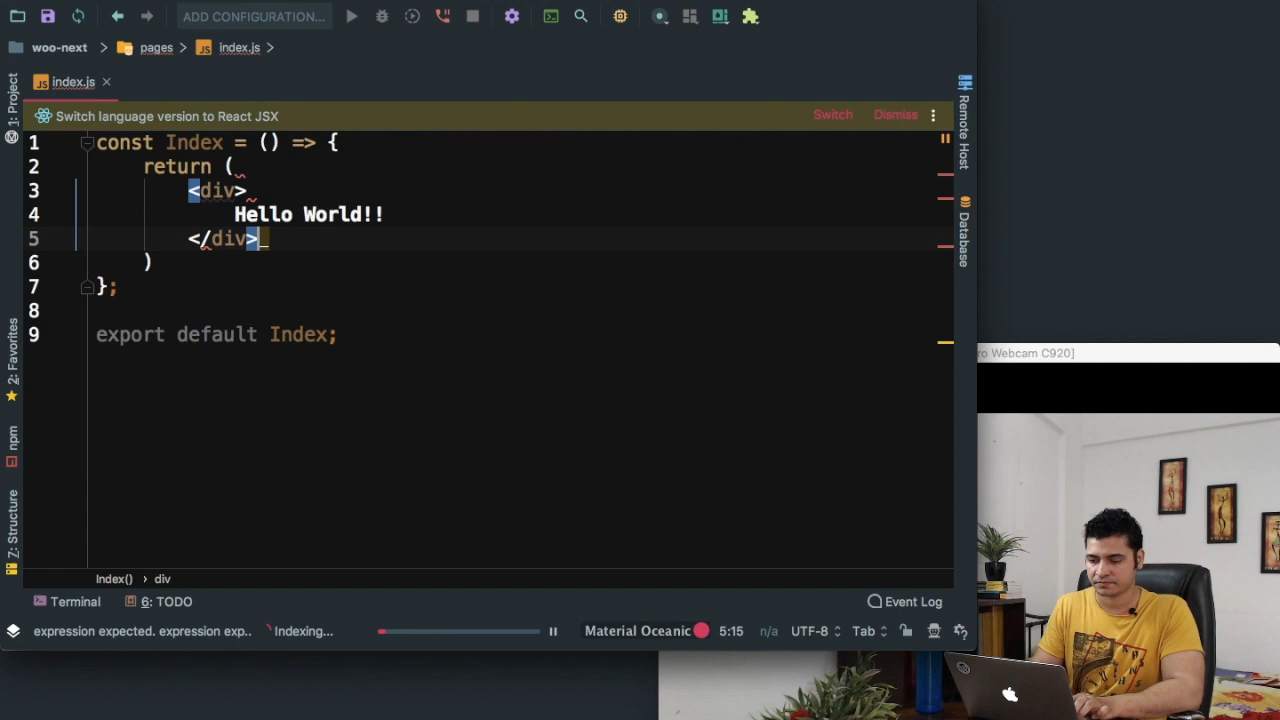 ADD CONFIGURATION...
woo-next > pages > index.js >
index.js ×
1: Project
2: Favorites
npm
Z: Structure
Remote Host
Database
Switch language version to React JSX
Switch Dismiss
1 const Index = () => {
2 return (
3 <div>
4 Hello World!!
5 </div>
6 )
7 };
8
9 export default Index;
ro Webcam C920]
Index() › div
Terminal 6: TODO Event Log
expression expected. expression exp.. Indexing... Material Oceanic 5:15 n/a UTF-8 Tab